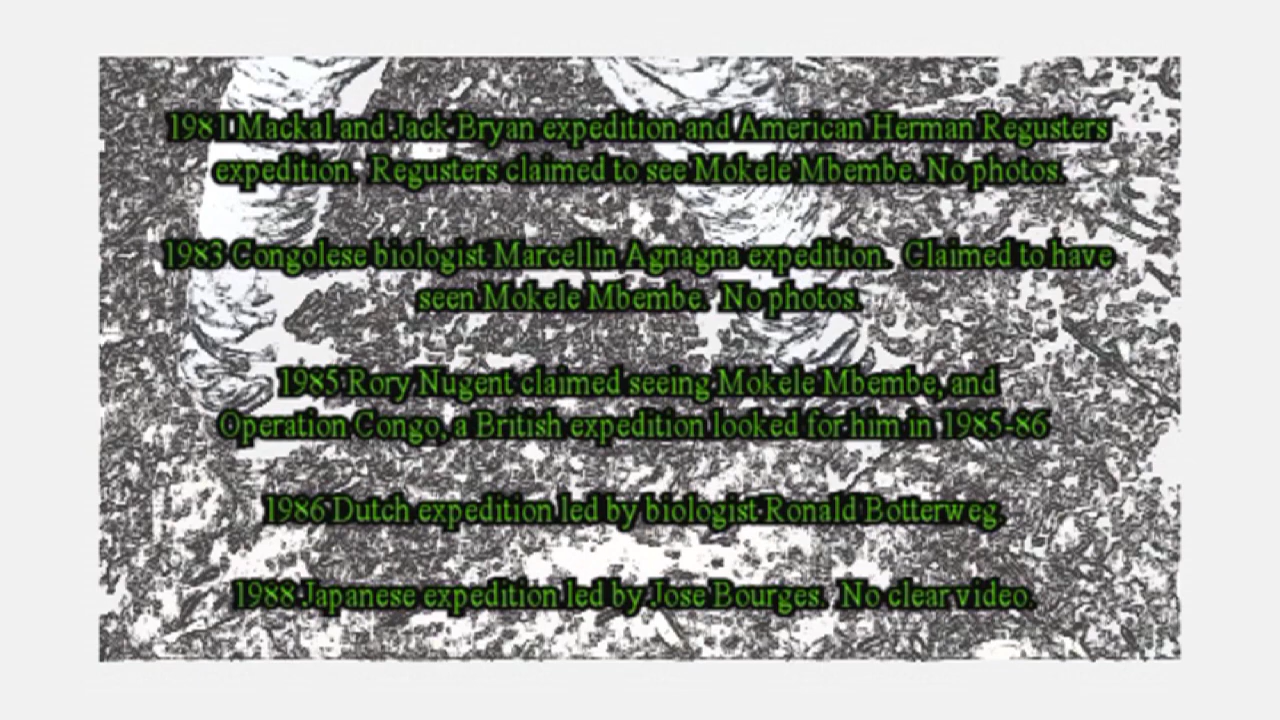 1981 Mackal and Jack Bryan expedition and American Herman Regusters
expedition. Regusters claimed to see Mokele Mbembe. No photos.
1983 Congolese biologist Marcellin Agnagna expedition. Claimed to have
seen Mokele Mbembe. No photos.
1985 Rory Nugent claimed seeing Mokele Mbembe, and
Operation Congo, a British expedition looked for him in 1985-86
1986 Dutch expedition led by biologist Ronald Botterweg.
1988 Japanese expedition led by Jose Bourges. No clear video.